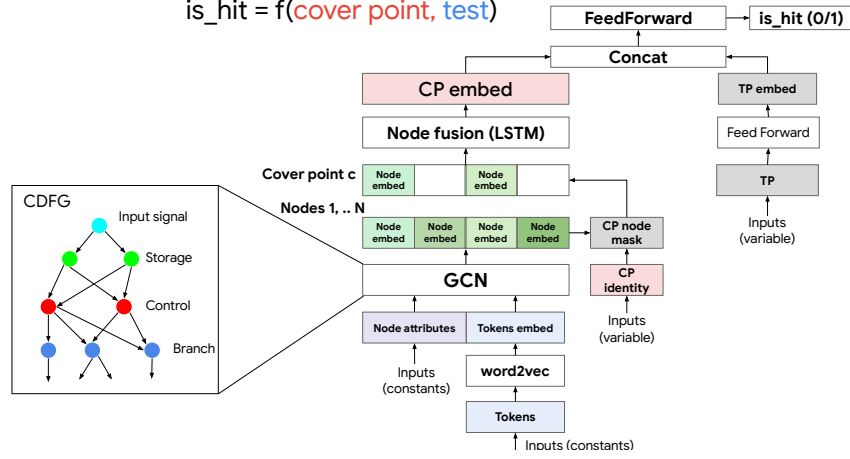 is_hit = f(cover point, test)
FeedForward
is_hit (0/1)
Concat
CP embed
TP embed
Node fusion (LSTM)
Feed Forward
Cover point c
Node
embed
Node
embed
TP
Nodes 1, .. N
Node
embed
Node
embed
Node
embed
Node
embed
CP node
mask
Inputs
(variable)
CDFG
Input signal
Storage
Control
Branch
GCN
CP
identity
Node attributes
Tokens embed
Inputs
(variable)
Inputs
(constants)
word2vec
Tokens
Inputs (constants)